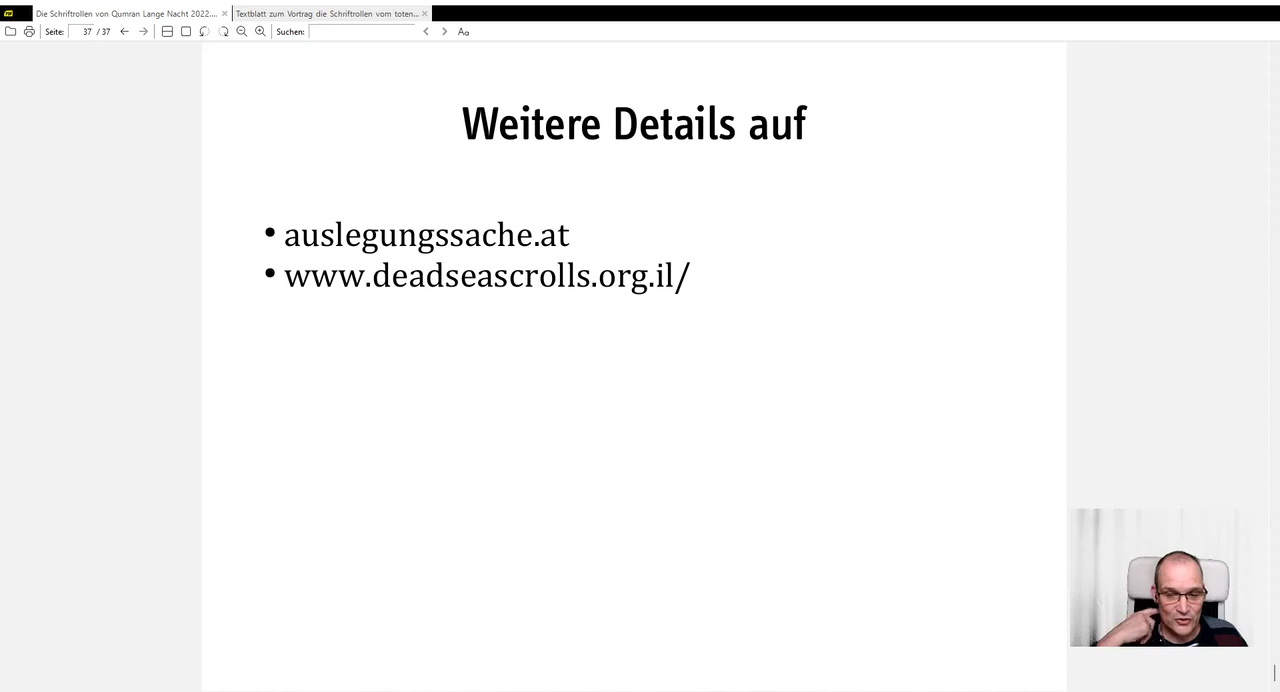 Die Schriftrollen von Qumran Lange Nacht 2022....
Textblatt zum Vortrag die Schriftrollen vom toten...
Seite: 37 / 37
Suchen:
Aa
Weitere Details auf
• auslegungssache.at
• www.deadseascrolls.org.il/